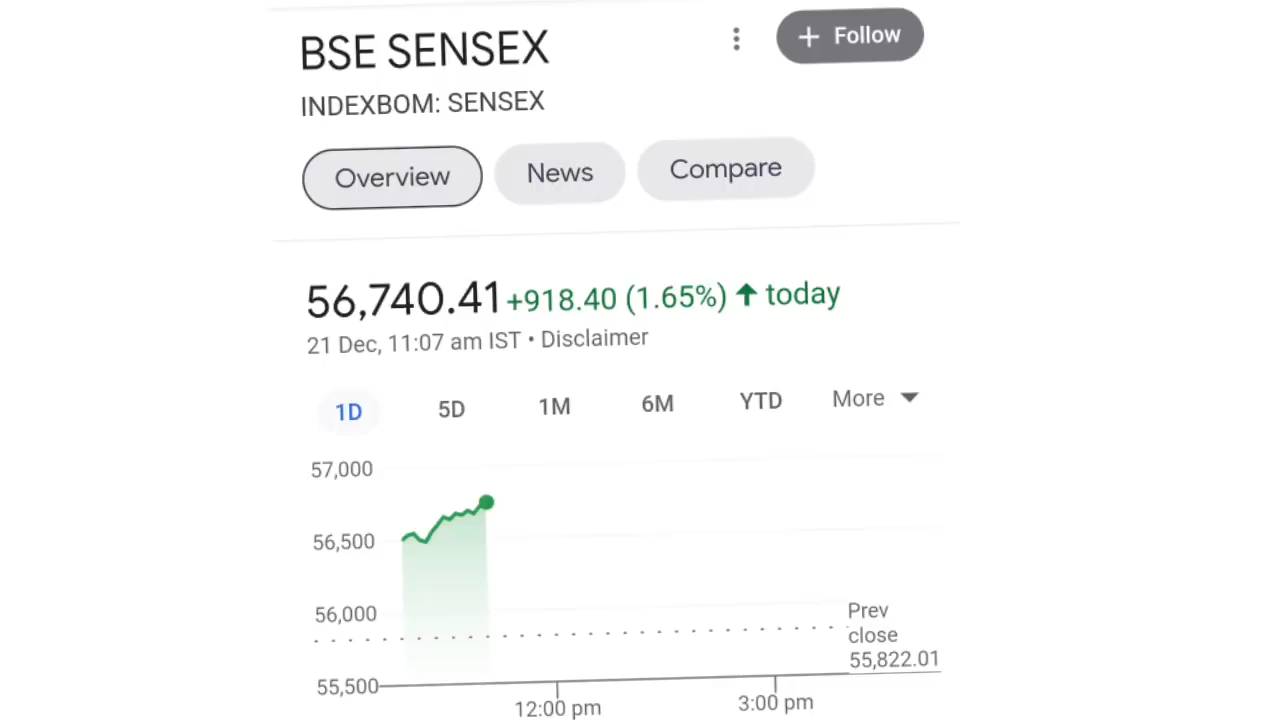 BSE SENSEX
+ Follow
INDEXBOM: SENSEX
Overview News Compare
56,740.41 +918.40 (1.65%) ↑ today
21 Dec, 11:07 am IST • Disclaimer
1D 5D 1M 6M YTD More
57,000
56,500
56,000
Prev
close
55,822.01
55,500
12:00 pm 3:00 pm